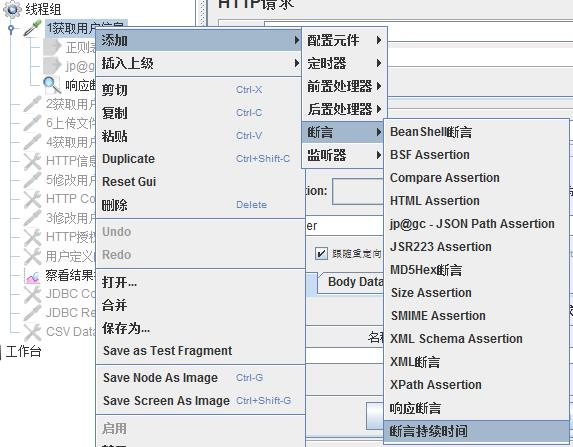 线程组
HTTP请求
1获取用户信息
正则表
jp@gc
响应断
2获取用户
6上传文件
4获取用户
HTTP信息
5修改用户
HTTP Co
3修改用户
HTTP授权
用户定义的
察看结果
JDBC Co
JDBC Re
CSV Data
工作台
添加
插入上级
剪切 Ctrl-X
复制 Ctrl-C
粘贴 Ctrl-V
Duplicate Ctrl+Shift-C
Reset Gui
删除 Delete
Undo
Redo
打开...
合并
保存为...
Save as Test Fragment
Save Node As Image Ctrl-G
Save Screen As Image Ctrl+Shift-G
启用
配置元件
定时器
前置处理器
后置处理器
断言
监听器
tion:
er
跟随重定向
Body Data
名称
BeanShell断言
BSF Assertion
Compare Assertion
HTML Assertion
jp@gc - JSON Path Assertion
JSR223 Assertion
MD5Hex断言
Size Assertion
SMIME Assertion
XML Schema Assertion
XML断言
XPath Assertion
响应断言
断言持续时间